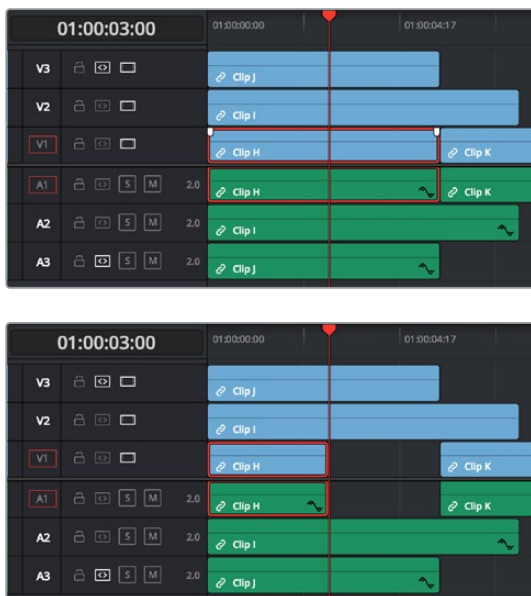 01:00:03:00
01:00:00:00
01:00:04:17
V3
Clip J
V2
Clip I
V1
Clip H
Clip K
A1
S
M
2.0
Clip H
Clip K
A2
S
M
2.0
Clip I
A3
S
M
2.0
Clip J
01:00:03:00
01:00:00:00
01:00:04:17
V3
Clip J
V2
Clip I
V1
Clip H
Clip K
A1
S
M
2.0
Clip H
Clip K
A2
S
M
2.0
Clip I
A3
S
M
2.0
Clip J